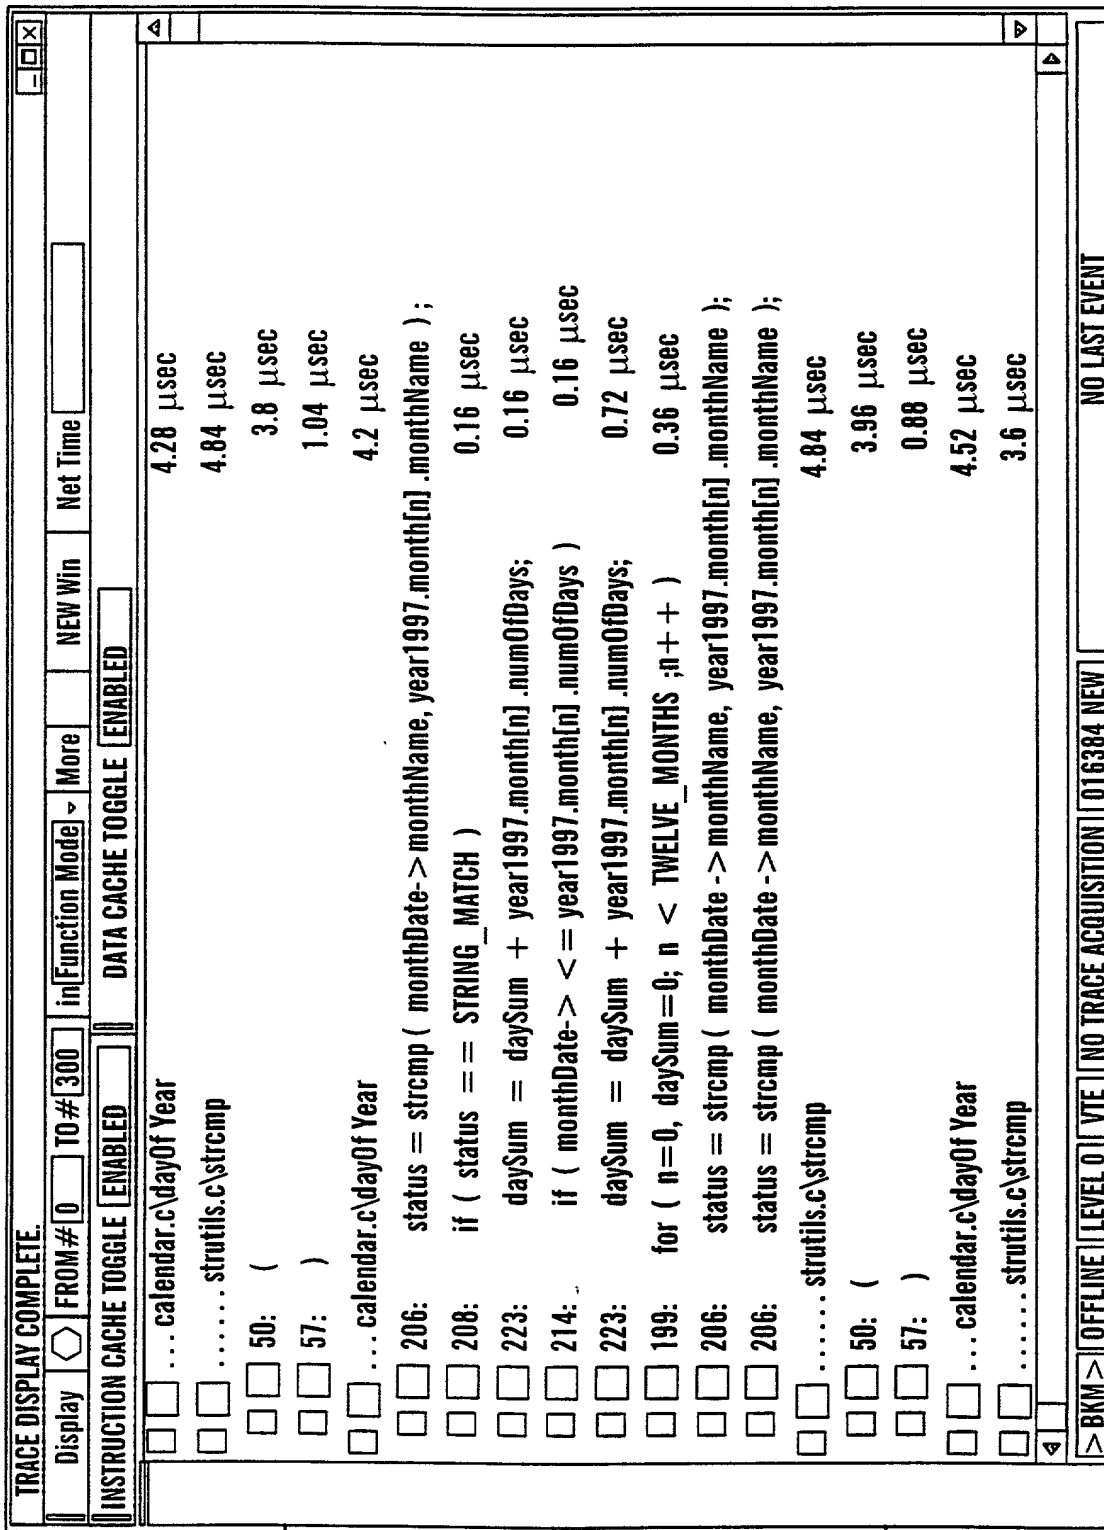 TRACE DISPLAY COMPLETE.
Display FROM# 0 TO# 300 in Function Mode More NEW Win Net Time
INSTRUCTION CACHE TOGGLE ENABLED DATA CACHE TOGGLE ENABLED
...calendar.c\dayOf Year 4.28 µsec
......strutils.c\strcmp 4.84 µsec
50: ( 3.8 µsec
57: ) 1.04 µsec
...calendar.c\dayOf Year 4.2 µsec
206: status = strcmp ( monthDate->monthName, year1997.month[n] .monthName ) ;
208: if ( status == STRING_MATCH ) 0.16 µsec
223: daySum = daySum + year1997.month[n] .numOfDays; 0.16 µsec
214: if ( monthDate-> <= year1997.month[n] .numOfDays ) 0.16 µsec
223: daySum = daySum + year1997.month[n] .numOfDays; 0.72 µsec
199: for ( n=0, daySum=0; n < TWELVE_MONTHS ;n++ ) 0.36 µsec
206: status = strcmp ( monthDate ->monthName, year1997.month[n] .monthName );
286: status = strcmp ( monthDate ->monthName, year1997.month[n] .monthName );
......strutils.c\strcmp 4.84 µsec
50: ( 3.96 µsec
57: ) 0.88 µsec
...calendar.c\dayOf Year 4.52 µsec
......strutils.c\strcmp 3.6 µsec
>BKM> OFFLINE LEVEL 0 VTE NO TRACE ACQUISITION 016384 NEW NO LAST EVENT